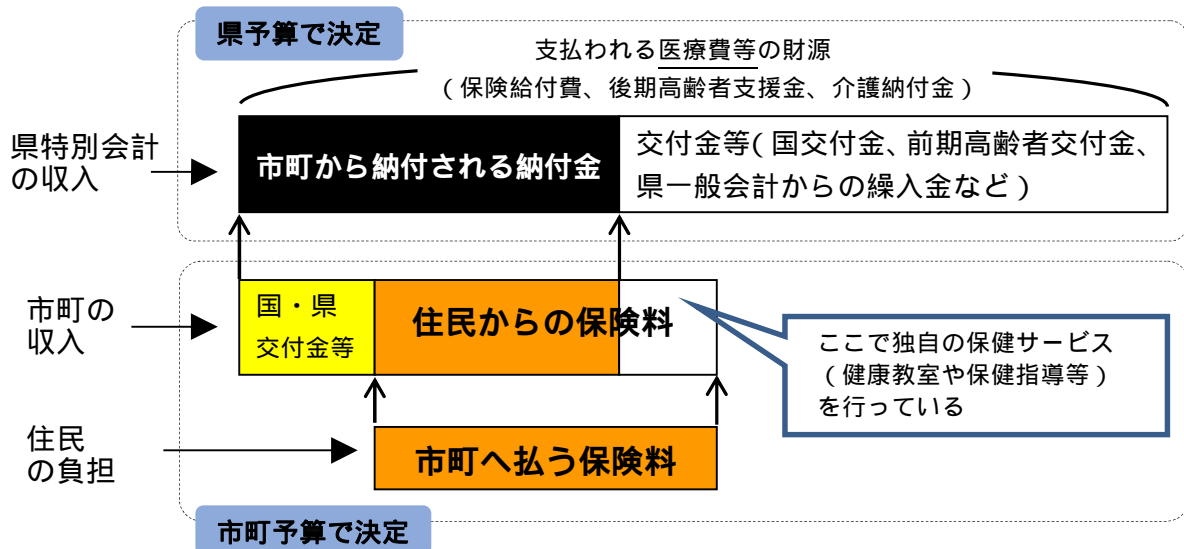 県予算で決定
支払われる医療費等の財源
（保険給付費、後期高齢者支援金、介護納付金）
県特別会計
の収入
市町から納付される納付金
交付金等（国交付金、前期高齢者交付金、
県一般会計からの繰入金など）
市町の
収入
国・県
交付金等
住民からの保険料
ここで独自の保健サービス
（健康教室や保健指導等）
を行っている
住民
の負担
市町へ払う保険料
市町予算で決定